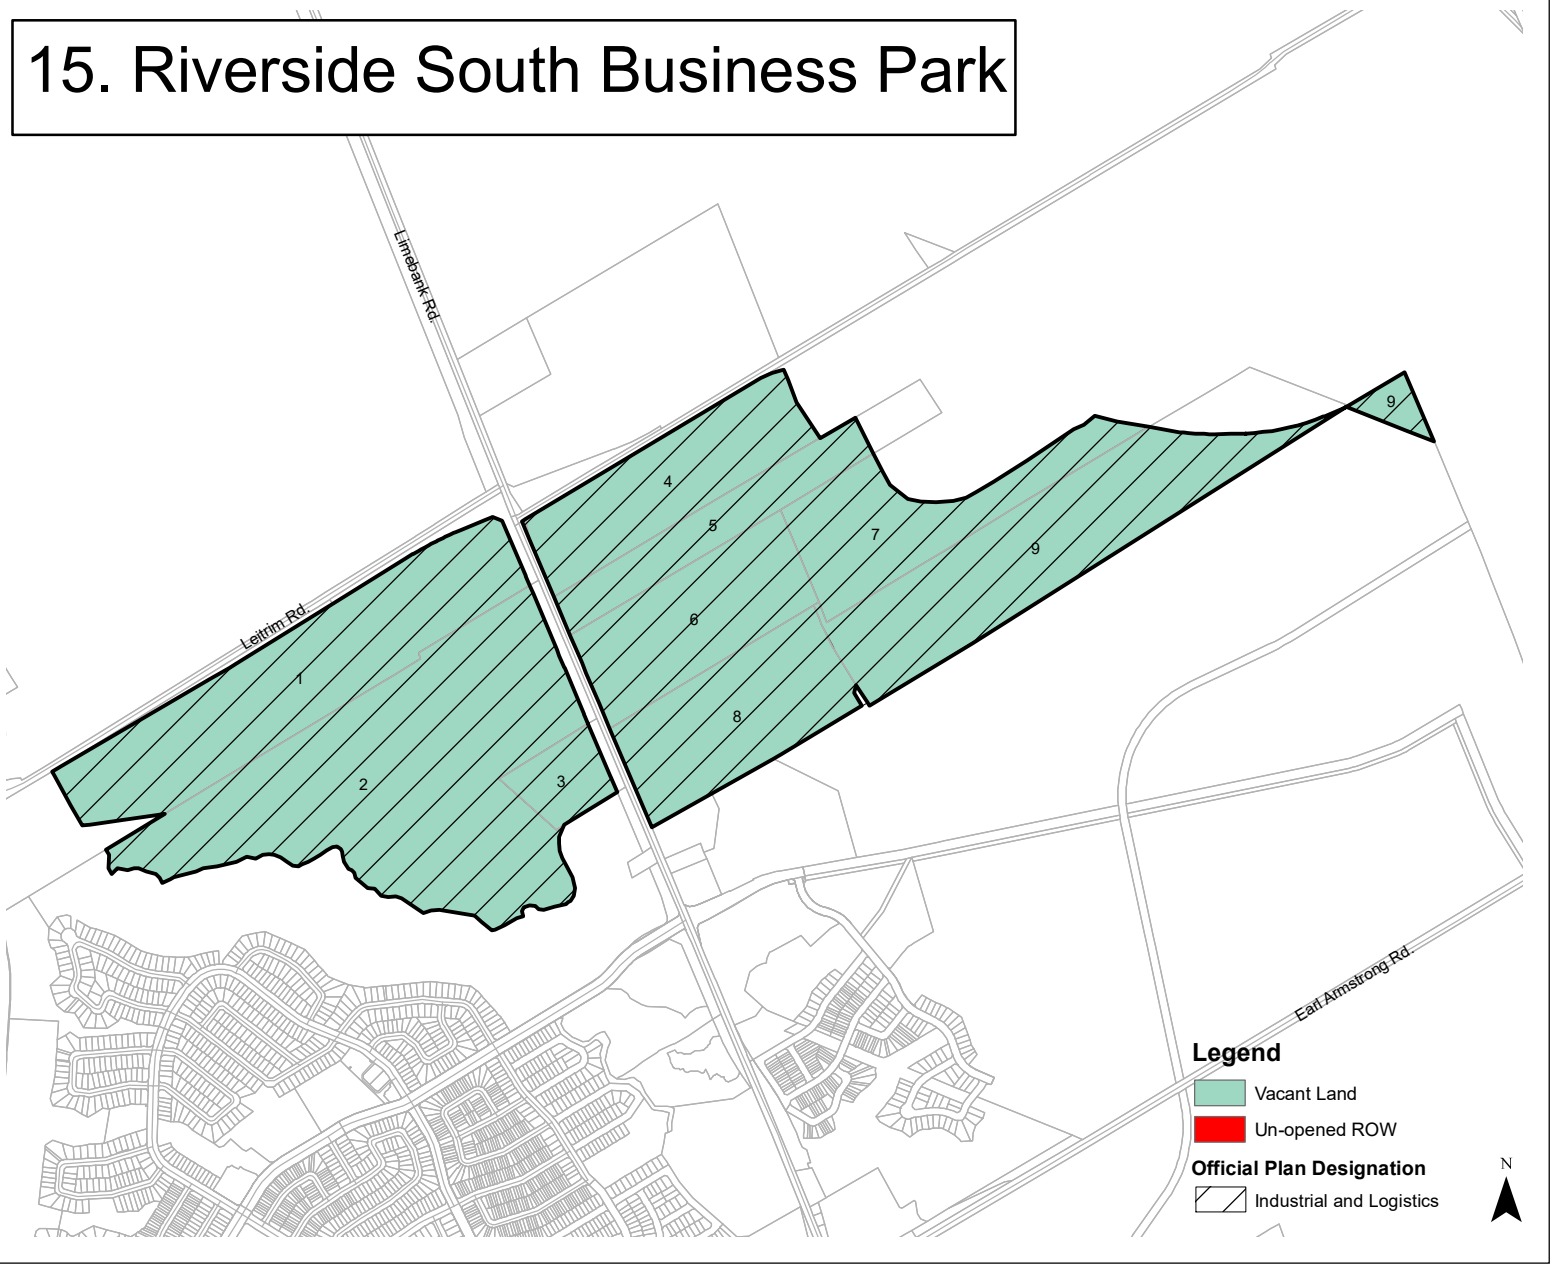 15. Riverside South Business Park
Limebank Rd.
9
4
5
7
9
Leitrim Rd.
6
1
8
2
3
Earl Armstrong Rd.
Legend
Vacant Land
Un-opened ROW
Official Plan Designation
Industrial and Logistics
N